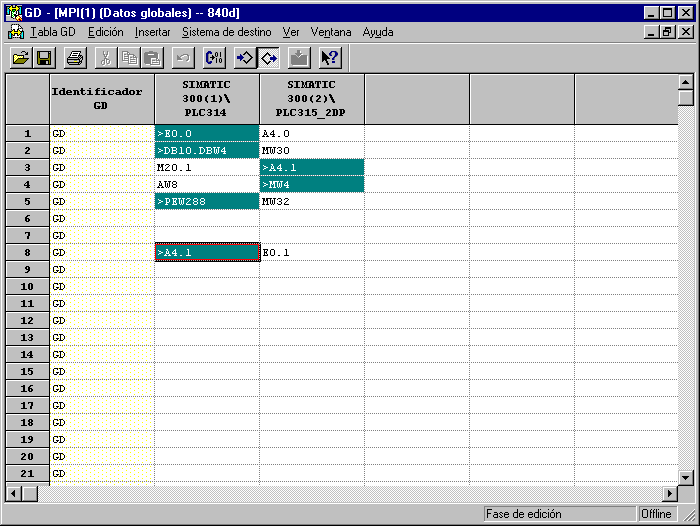 GD - [MPI(1) (Datos globales) -- 840d]
Tabla GD Edición Insertar Sistema de destino Ver Ventana Ayuda
Identificador GD
SIMATIC 300(1)\ PLC314
SIMATIC 300(2)\ PLC315_2DP
1 GD >E0.0 A4.0
2 GD >DB10.DBW4 MW30
3 GD M20.1 >A4.1
4 GD AW8 >MW4
5 GD >PEW288 MW32
6 GD
7 GD
8 GD >A4.1 E0.1
9 GD
10 GD
11 GD
12 GD
13 GD
14 GD
15 GD
16 GD
17 GD
18 GD
19 GD
20 GD
21 GD
Fase de edición Offline